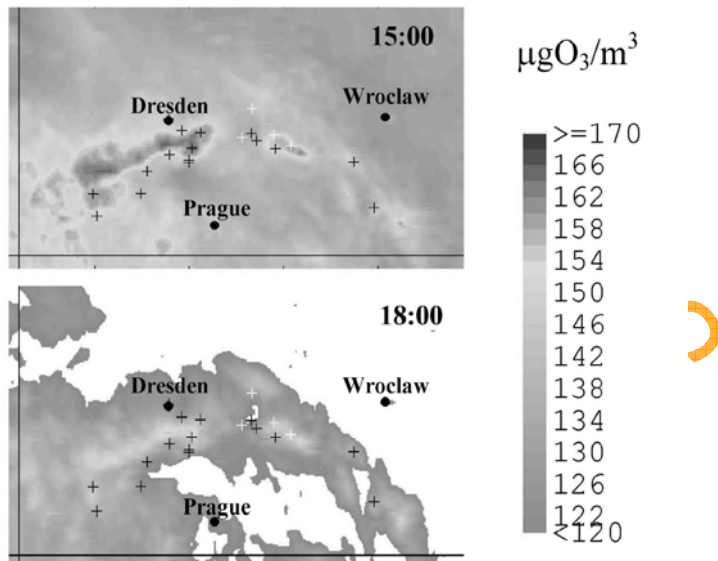 15:00
Dresden
Wroclaw
Prague
18:00
Dresden
Wroclaw
Prague
µgO₃/m³
>=170
166
162
158
154
150
146
142
138
134
130
126
122
<120